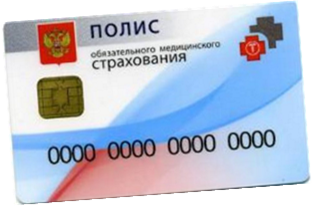 ПОЛИС
обязательного медицинского
страхования
0000 0000 0000 0000